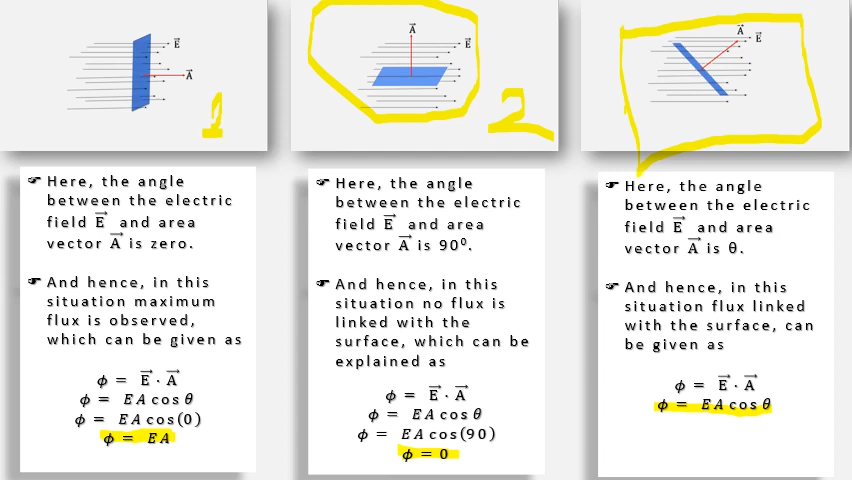 E⃗
A⃗
1
☞ Here, the angle
between the electric
field E⃗ and area
vector A⃗ is zero.
☞ And hence, in this
situation maximum
flux is observed,
which can be given as
ϕ = E⃗ · A⃗
ϕ = EA cos θ
ϕ = EA cos(0)
ϕ = EA
A⃗
E⃗
2
☞ Here, the angle
between the electric
field E⃗ and area
vector A⃗ is 90⁰.
☞ And hence, in this
situation no flux is
linked with the
surface, which can be
explained as
ϕ = E⃗ · A⃗
ϕ = EA cos θ
ϕ = EA cos(90)
ϕ = 0
A⃗
E⃗
☞ Here, the angle
between the electric
field E⃗ and area
vector A⃗ is θ.
☞ And hence, in this
situation flux linked
with the surface, can
be given as
ϕ = E⃗ · A⃗
ϕ = EA cos θ